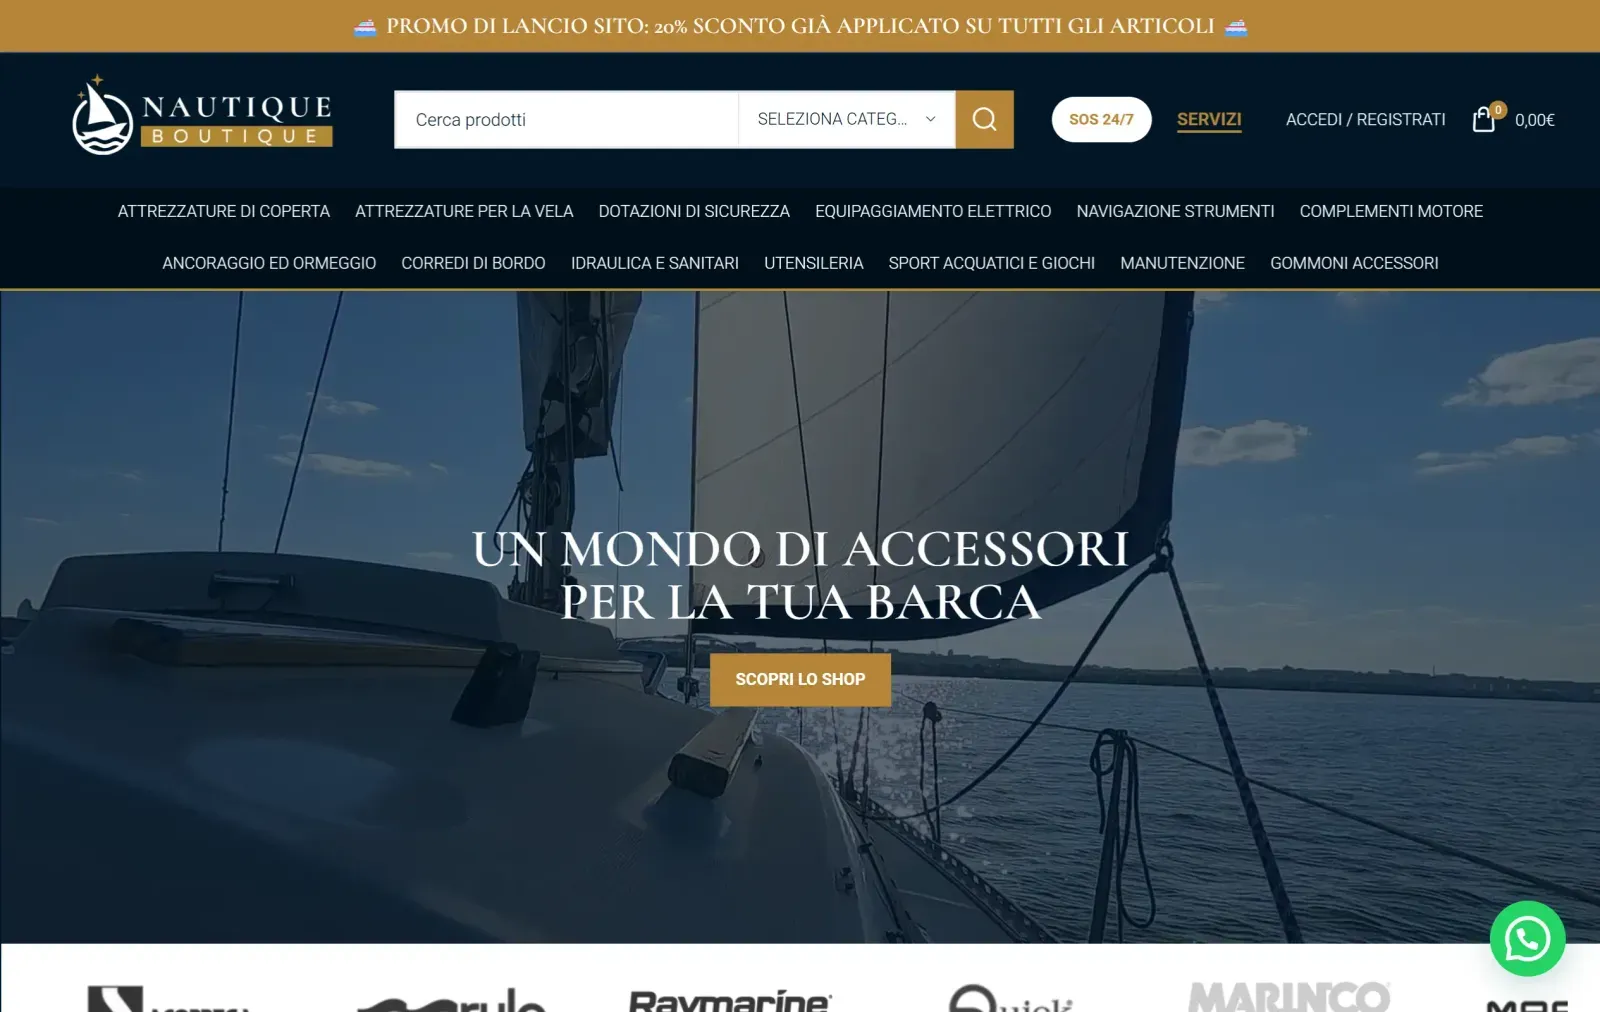 PROMO DI LANCIO SITO: 20% SCONTO GIÀ APPLICATO SU TUTTI GLI ARTICOLI
NAUTIQUE
BOUTIQUE
Cerca prodotti
SELEZIONA CATEG...
SOS 24/7
SERVIZI
ACCEDI / REGISTRATI
0
0,00€
ATTREZZATURE DI COPERTA ATTREZZATURE PER LA VELA DOTAZIONI DI SICUREZZA EQUIPAGGIAMENTO ELETTRICO NAVIGAZIONE STRUMENTI COMPLEMENTI MOTORE
ANCORAGGIO ED ORMEGGIO CORREDI DI BORDO IDRAULICA E SANITARI UTENSILERIA SPORT ACQUATICI E GIOCHI MANUTENZIONE GOMMONI ACCESSORI
UN MONDO DI ACCESSORI
PER LA TUA BARCA
SCOPRI LO SHOP
Raymarine
Quick
MARINCO